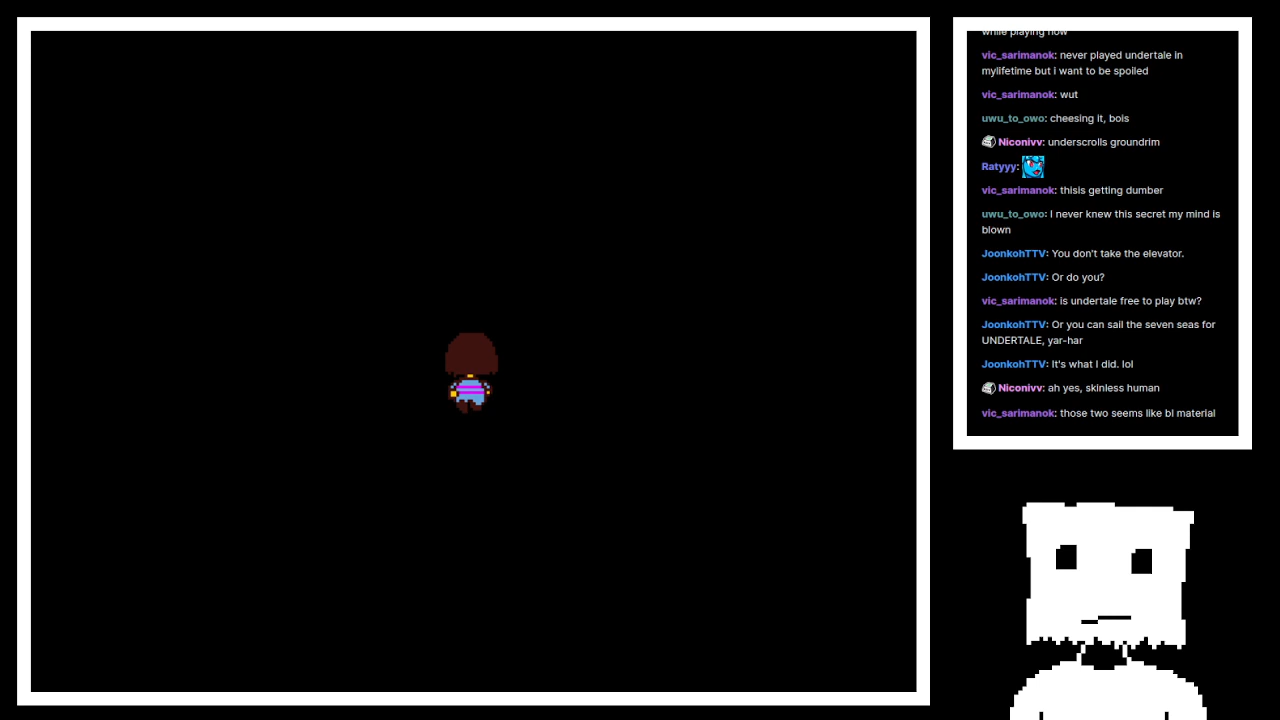 while playing now
vic_sarimanok: never played undertale in
mylifetime but i want to be spoiled
vic_sarimanok: wut
uwu_to_owo: cheesing it, bois
Niconivv: underscrolls groundrim
Ratyyy:
vic_sarimanok: thisis getting dumber
uwu_to_owo: I never knew this secret my mind is
blown
JoonkohTTV: You don't take the elevator.
JoonkohTTV: Or do you?
vic_sarimanok: is undertale free to play btw?
JoonkohTTV: Or you can sail the seven seas for
UNDERTALE, yar-har
JoonkohTTV: It's what I did. lol
Niconivv: ah yes, skinless human
vic_sarimanok: those two seems like bl material